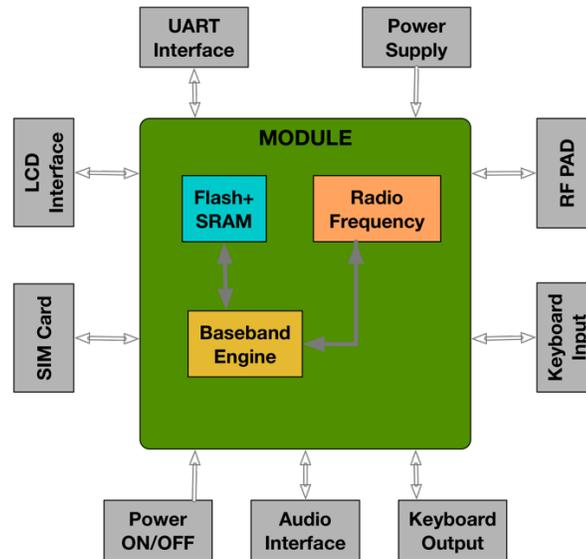 UART
Interface
Power
Supply
LCD
Interface
MODULE
RF PAD
Flash+
SRAM
Radio
Frequency
SIM Card
Baseband
Engine
Keyboard
Input
Power
ON/OFF
Audio
Interface
Keyboard
Output